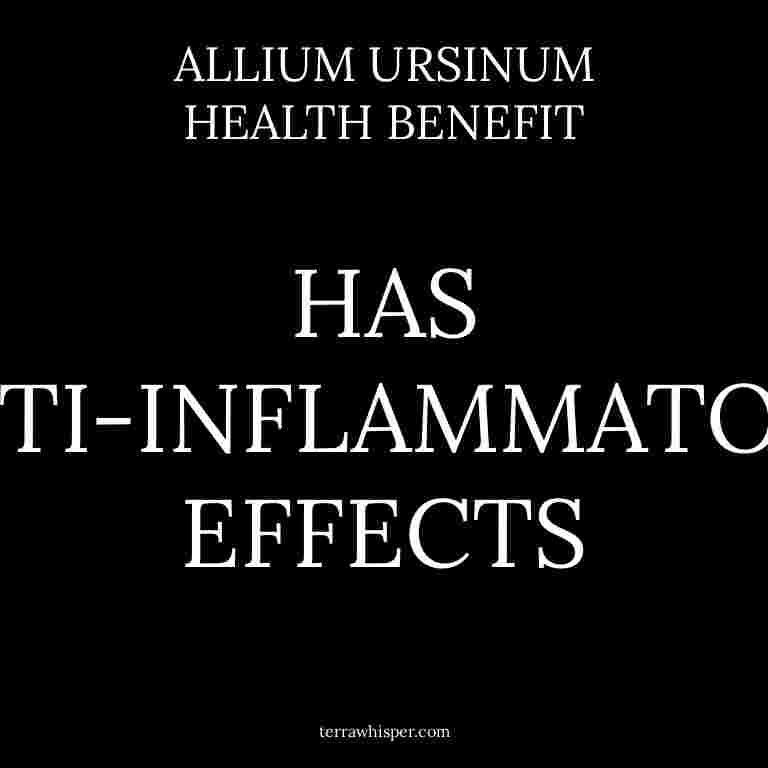 ALLIUM URSINUM
HEALTH BENEFIT
HAS
TI-INFLAMMATO
EFFECTS
terrawhisper.com